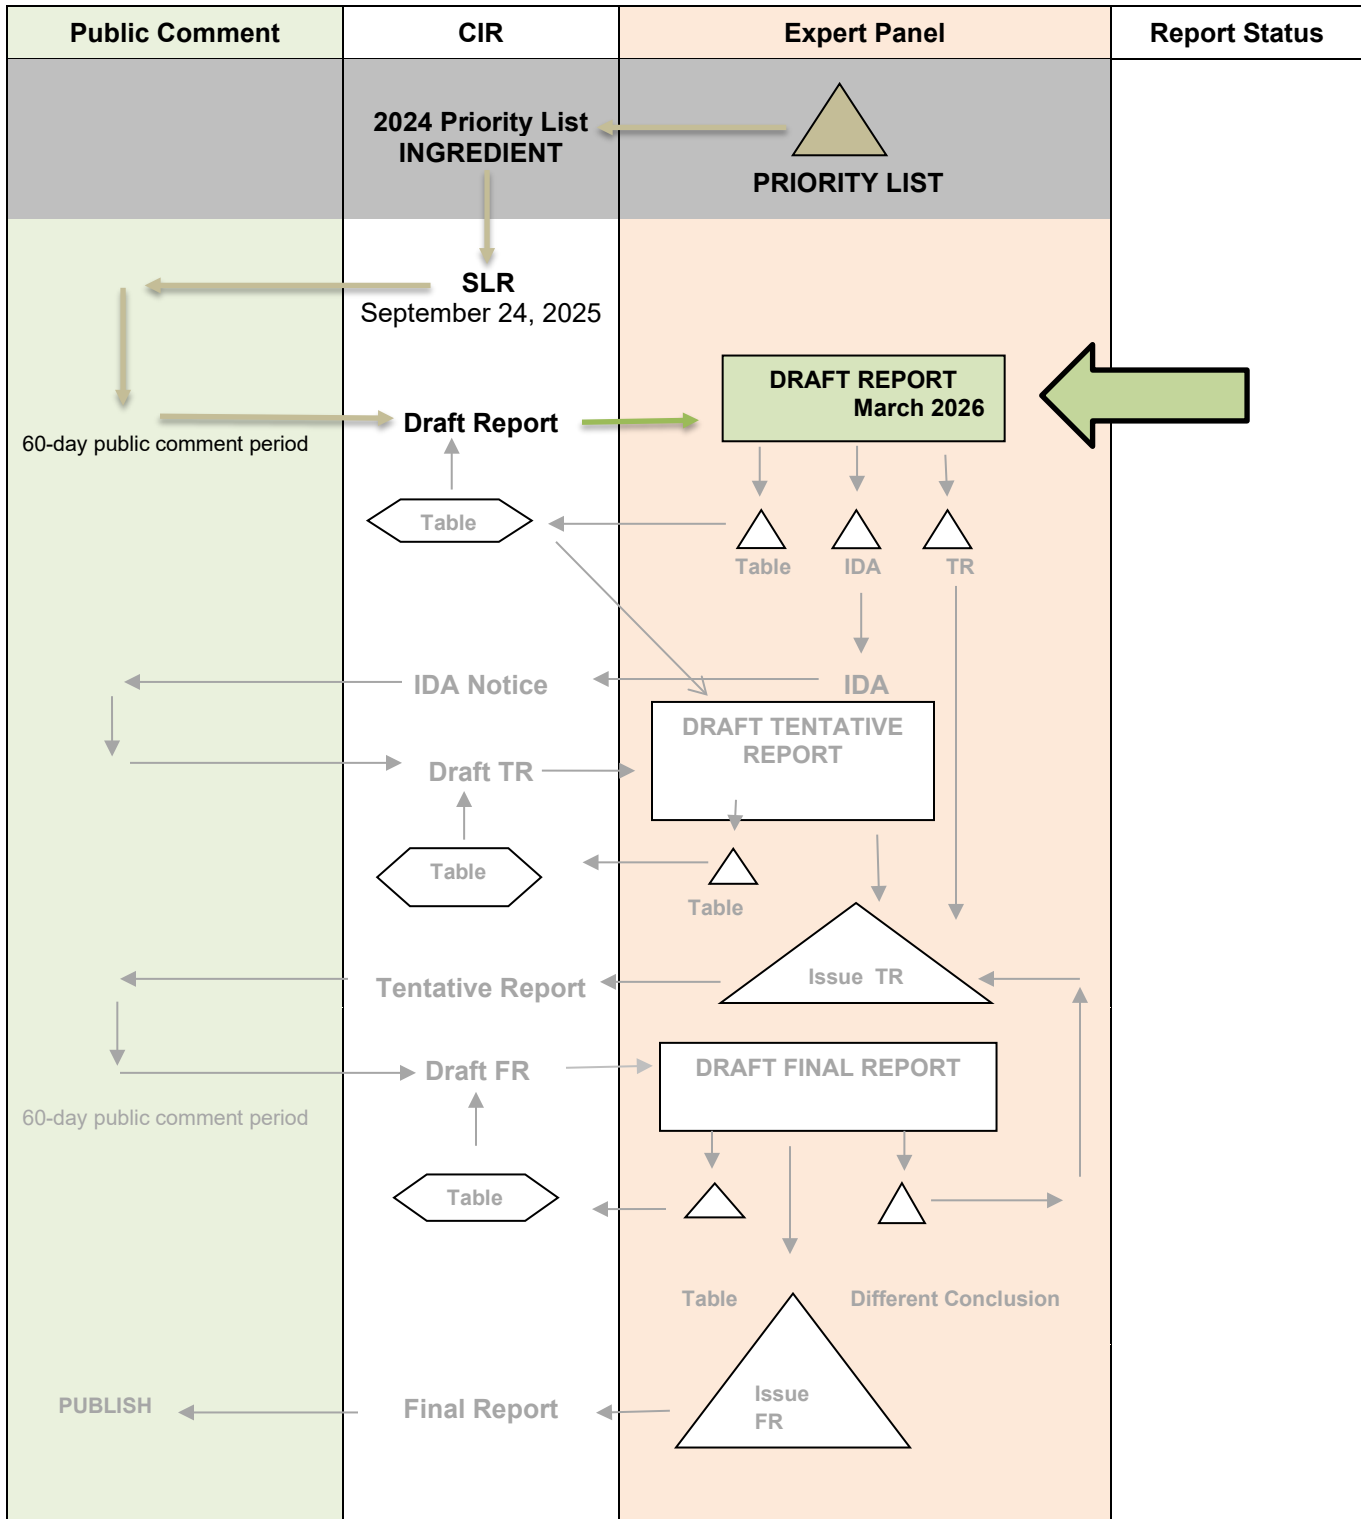 Public Comment
CIR
Expert Panel
Report Status
2024 Priority List
INGREDIENT
PRIORITY LIST
SLR
September 24, 2025
60-day public comment period
Draft Report
DRAFT REPORT
March 2026
Table
Table
IDA
TR
IDA Notice
IDA
DRAFT TENTATIVE
REPORT
Draft TR
Table
Table
Tentative Report
Issue TR
Draft FR
DRAFT FINAL REPORT
60-day public comment period
Table
Table
Different Conclusion
PUBLISH
Final Report
Issue
FR